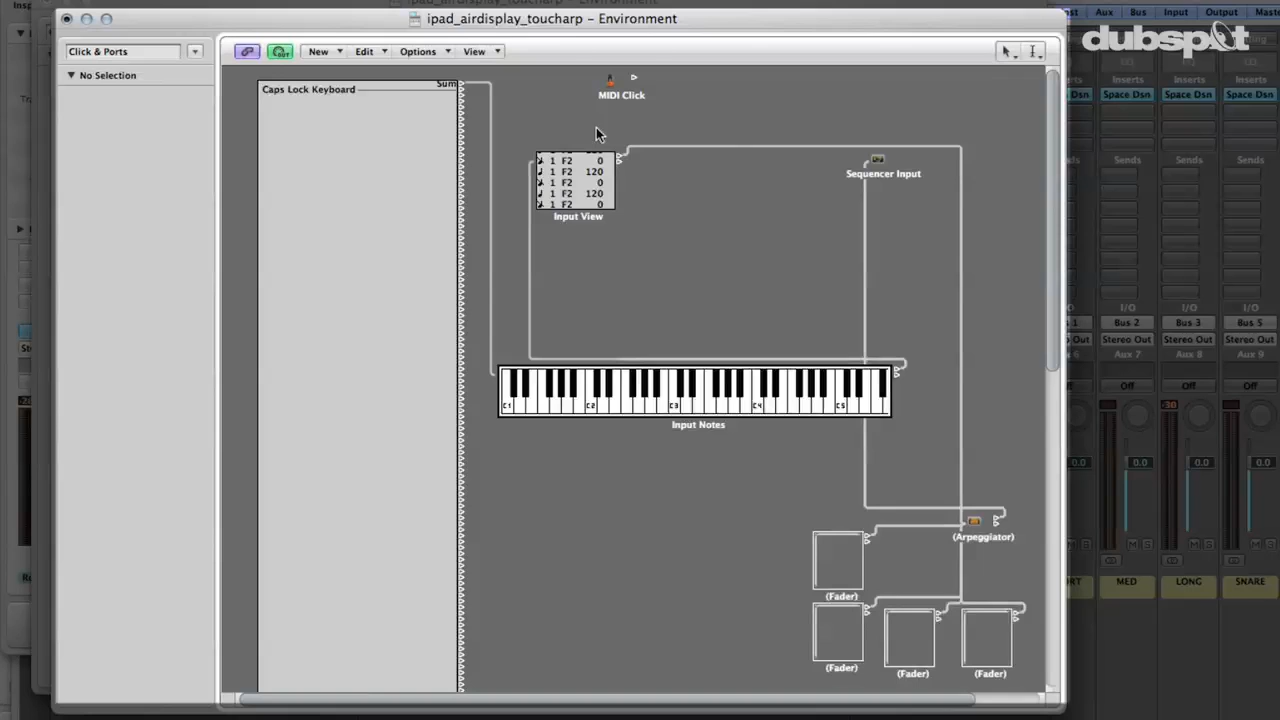 ipad_airdisplay_toucharp – Environment
Click & Ports
No Selection
New
Edit
Options
View
Aux
Bus
Input
Output
dubspot
Inserts
Inserts
Inserts
Inserts
Space Dsn
Space Dsn
Space Dsn
Space Dsn
Sends
Sends
Sends
Sends
I/O
I/O
I/O
I/O
Bus 2
Bus 3
Bus 5
Stereo Out
Stereo Out
Stereo Out
Aux 7
Aux 8
Aux 9
Off
Off
Off
-30
0.0
0.0
0.0
0.0
M S
M S
MED
LONG
SNARE
Caps Lock Keyboard
Sum
MIDI Click
1 F2 0
1 F2 120
1 F2 0
1 F2 120
1 F2 0
Input View
Sequencer Input
C1
C2
C3
C4
C5
Input Notes
(Arpeggiator)
(Fader)
(Fader)
(Fader)
(Fader)